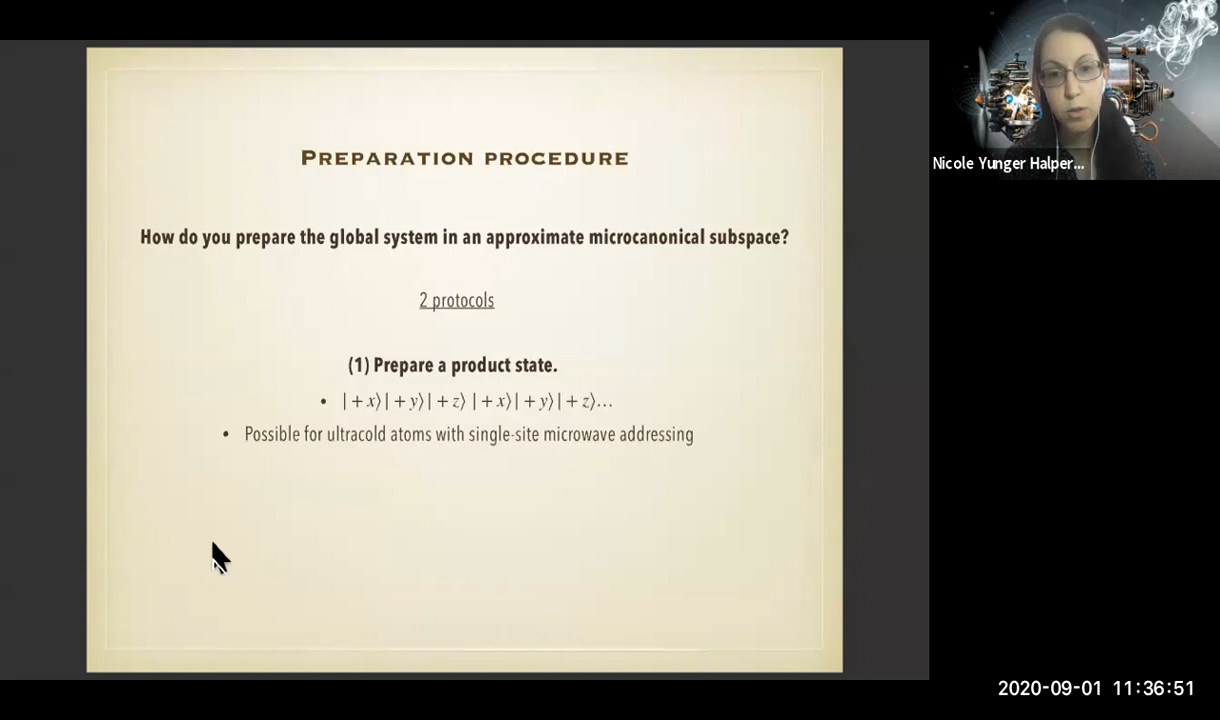 PREPARATION PROCEDURE
How do you prepare the global system in an approximate microcanonical subspace?
2 protocols
(1) Prepare a product state.
• |+x⟩|+y⟩|+z⟩ |+x⟩|+y⟩|+z⟩…
• Possible for ultracold atoms with single-site microwave addressing
Nicole Yunger Halper...
2020-09-01 11:36:51